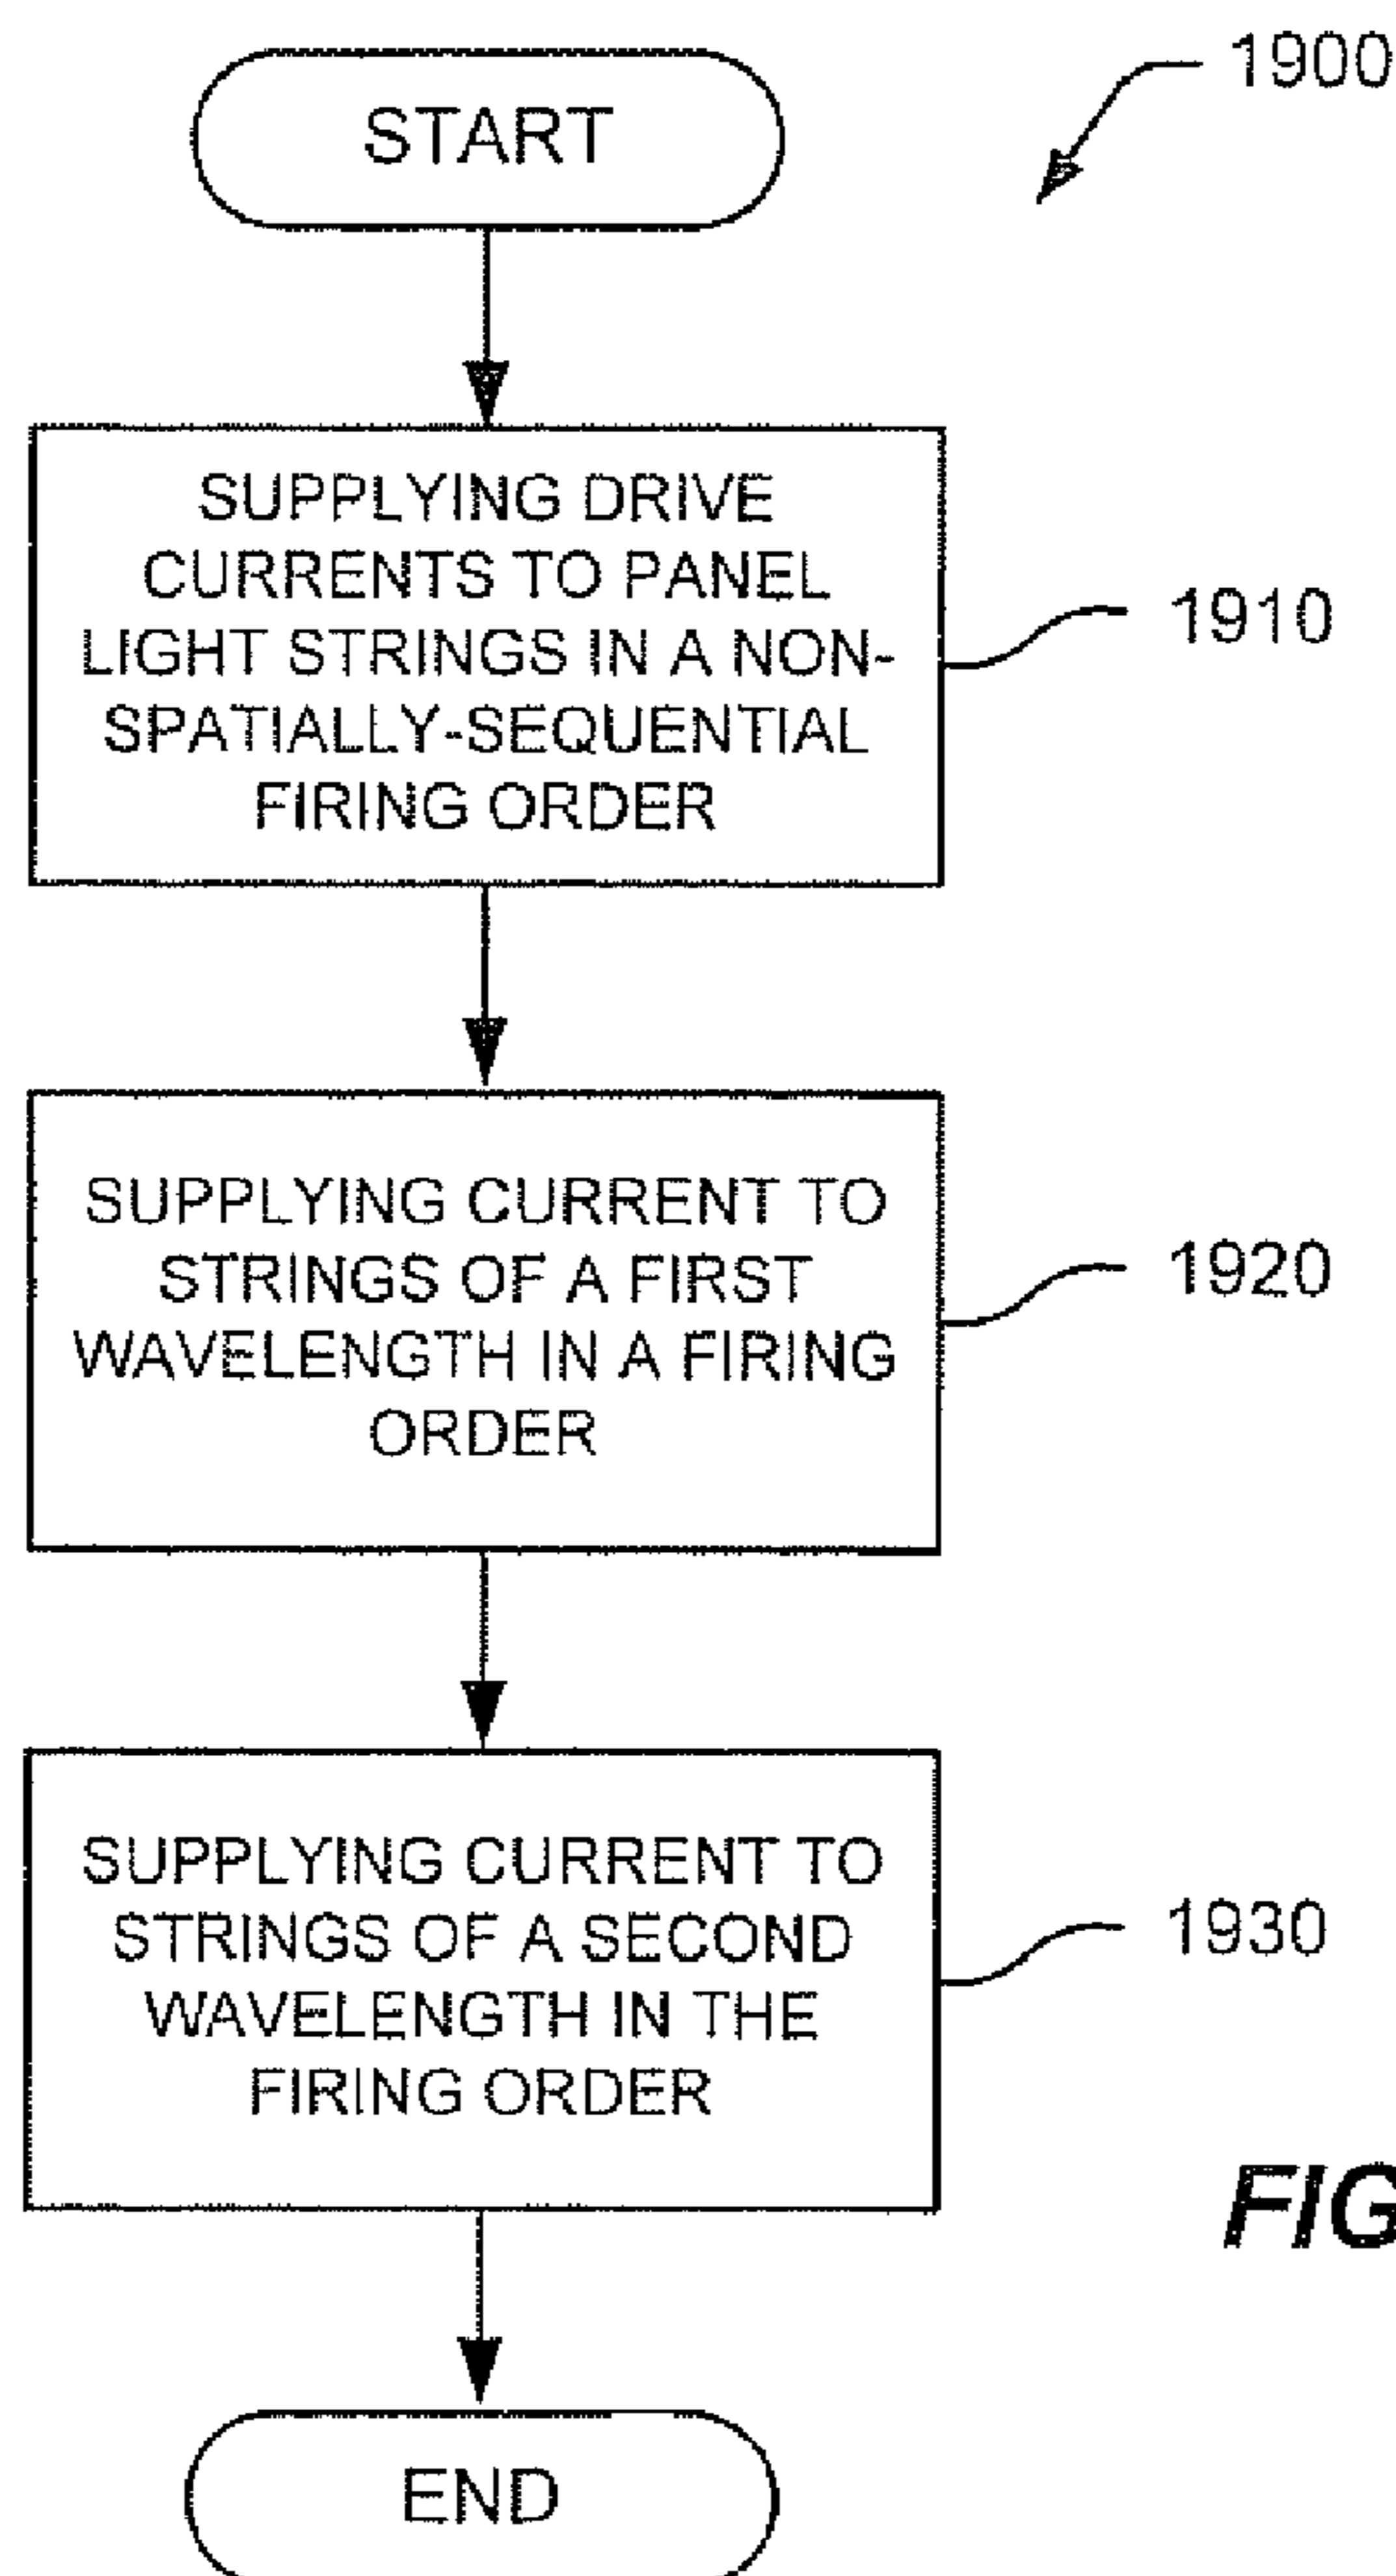 START
1900
SUPPLYING DRIVE
CURRENTS TO PANEL
LIGHT STRINGS IN A NON-
SPATIALLY-SEQUENTIAL
FIRING ORDER
1910
SUPPLYING CURRENT TO
STRINGS OF A FIRST
WAVELENGTH IN A FIRING
ORDER
1920
SUPPLYING CURRENT TO
STRINGS OF A SECOND
WAVELENGTH IN THE
FIRING ORDER
1930
FIG
END